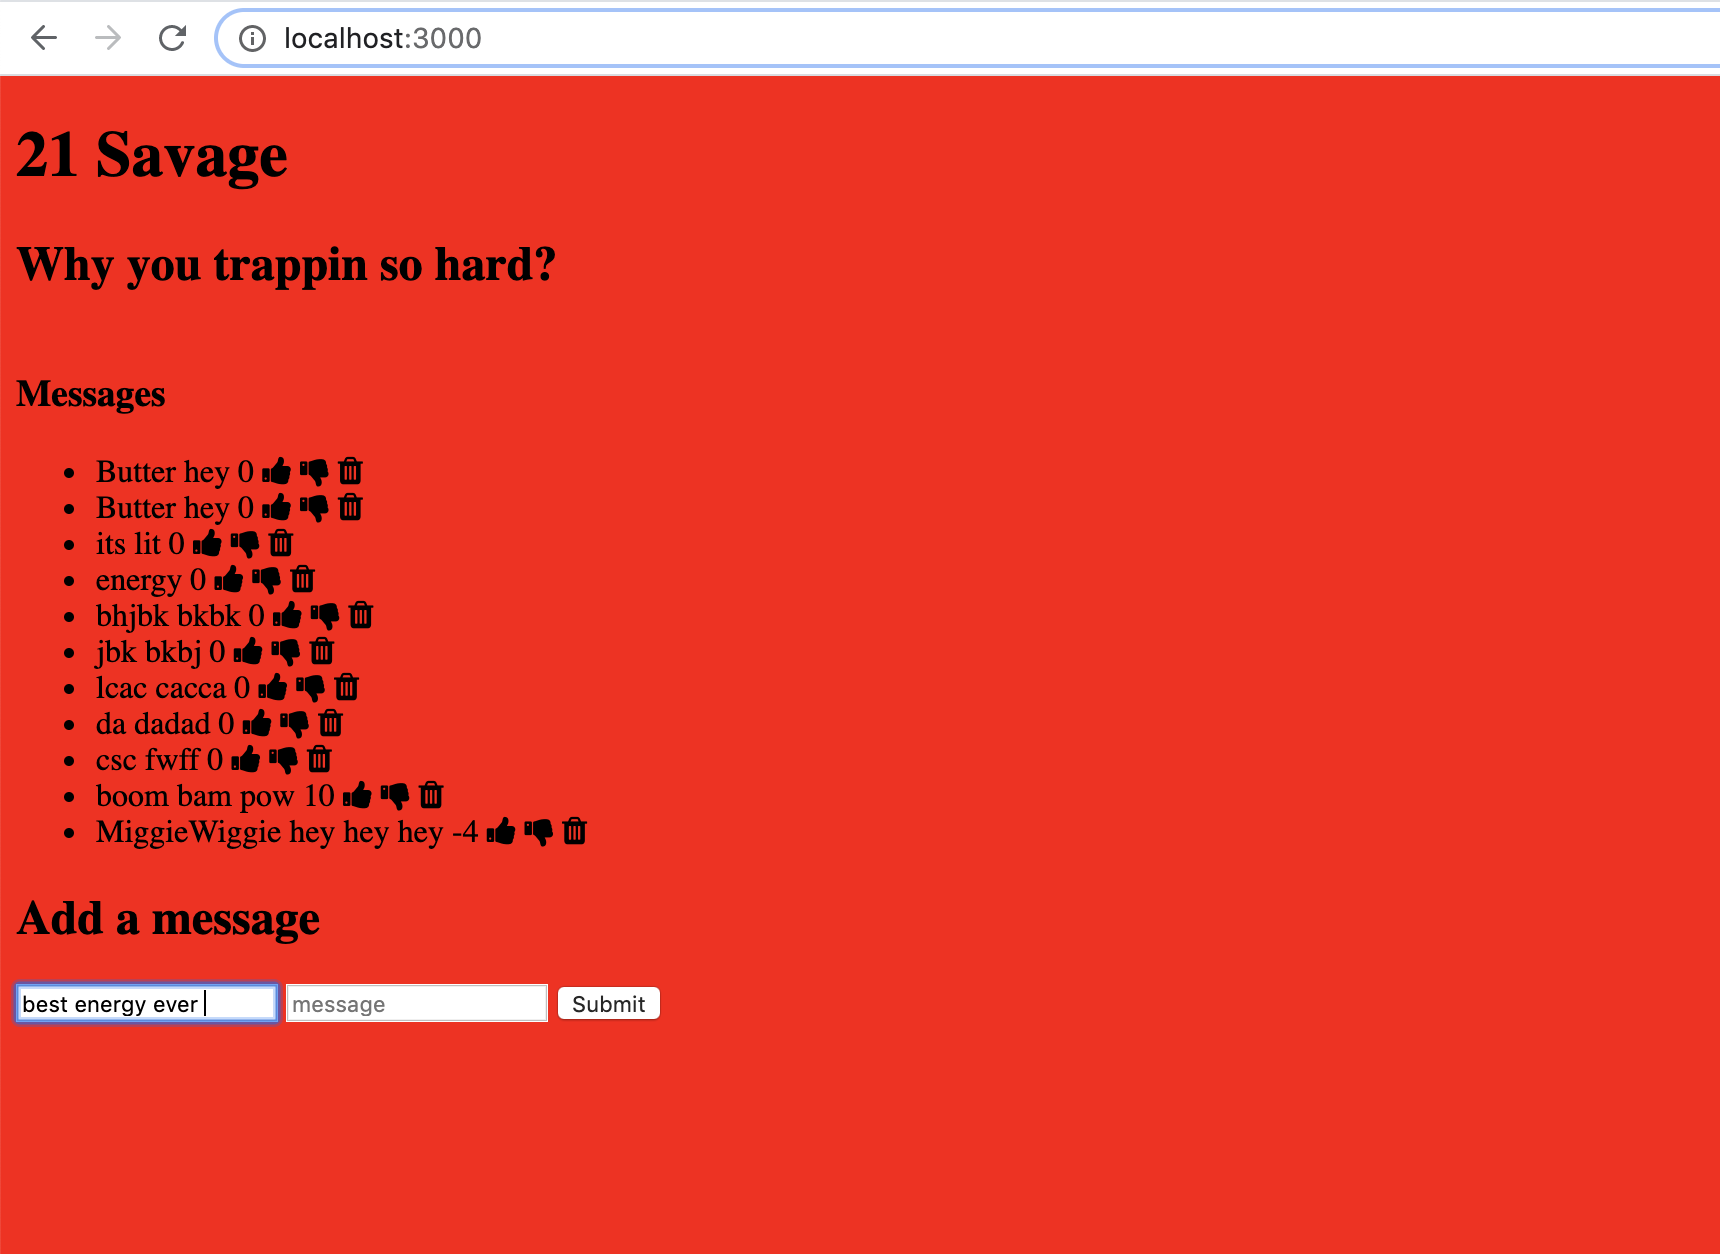 localhost:3000
21 Savage
Why you trappin so hard?
Messages
Butter hey 0
Butter hey 0
its lit 0
energy 0
bhjbk bkbk 0
jbk bkbj 0
lcac cacca 0
da dadad 0
csc fwff 0
boom bam pow 10
MiggieWiggie hey hey hey -4
Add a message
best energy ever message Submit